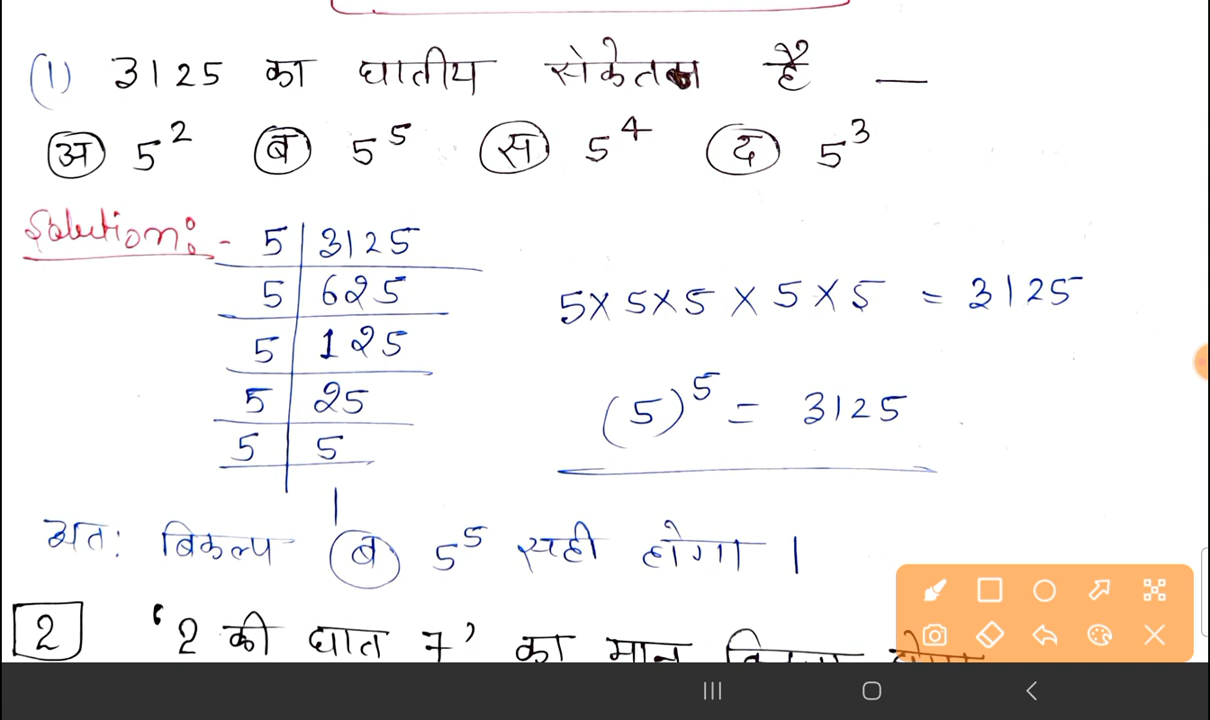 (1) 3125 का घातीय संकेतन है —
(अ) 5² (ब) 5⁵ (स) 5⁴ (द) 5³
Solution:-
5 | 3125
5 | 625
5 | 125
5 | 25
5 | 5
1
5 × 5 × 5 × 5 × 5 = 3125
(5)⁵ = 3125
अतः विकल्प (ब) 5⁵ सही होगा।
2 '2 की घात 7' का मान